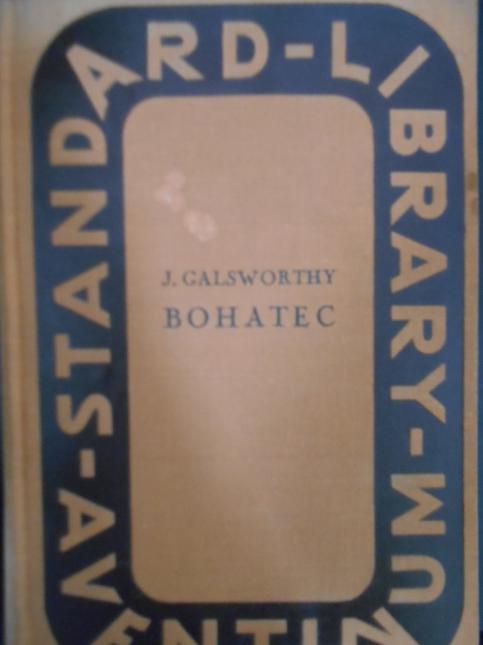 STANDARD-LIBRARY-
AVENTINUM-
J. GALSWORTHY
BOHATEC